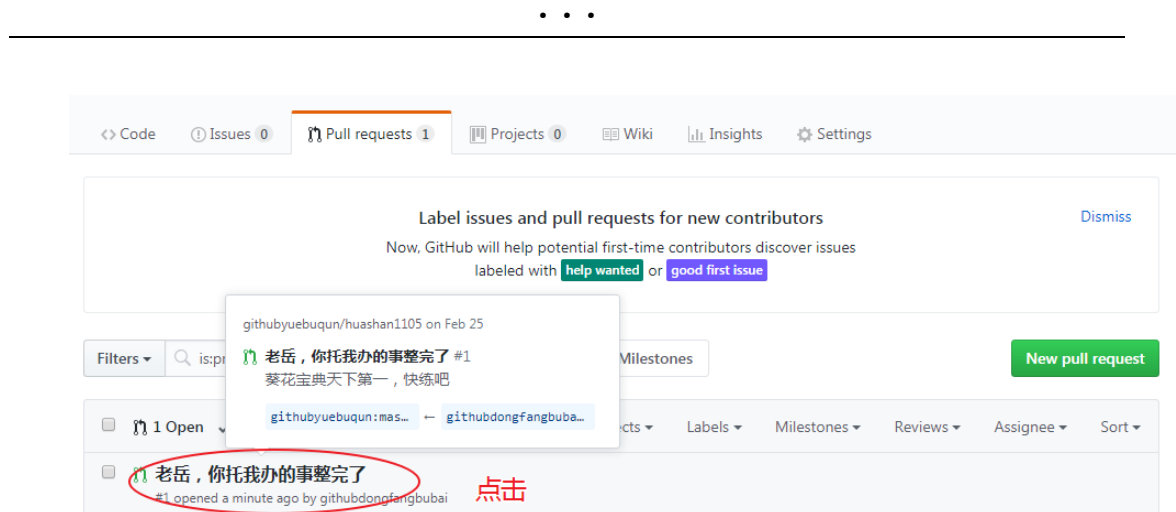 ...
Code Issues 0 Pull requests 1 Projects 0 Wiki Insights Settings
Label issues and pull requests for new contributors Dismiss
Now, GitHub will help potential first-time contributors discover issues
labeled with help wanted or good first issue
githubyuebuqun/huashan1105 on Feb 25
老岳，你托我办的事整完了 #1
葵花宝典天下第一，快练吧
githubyuebuqun:mas… ← githubdongfangbuba…
Filters is:pr Milestones New pull request
1 Open cts Labels Milestones Reviews Assignee Sort
老岳，你托我办的事整完了
#1 opened a minute ago by githubdongfangbubai
点击